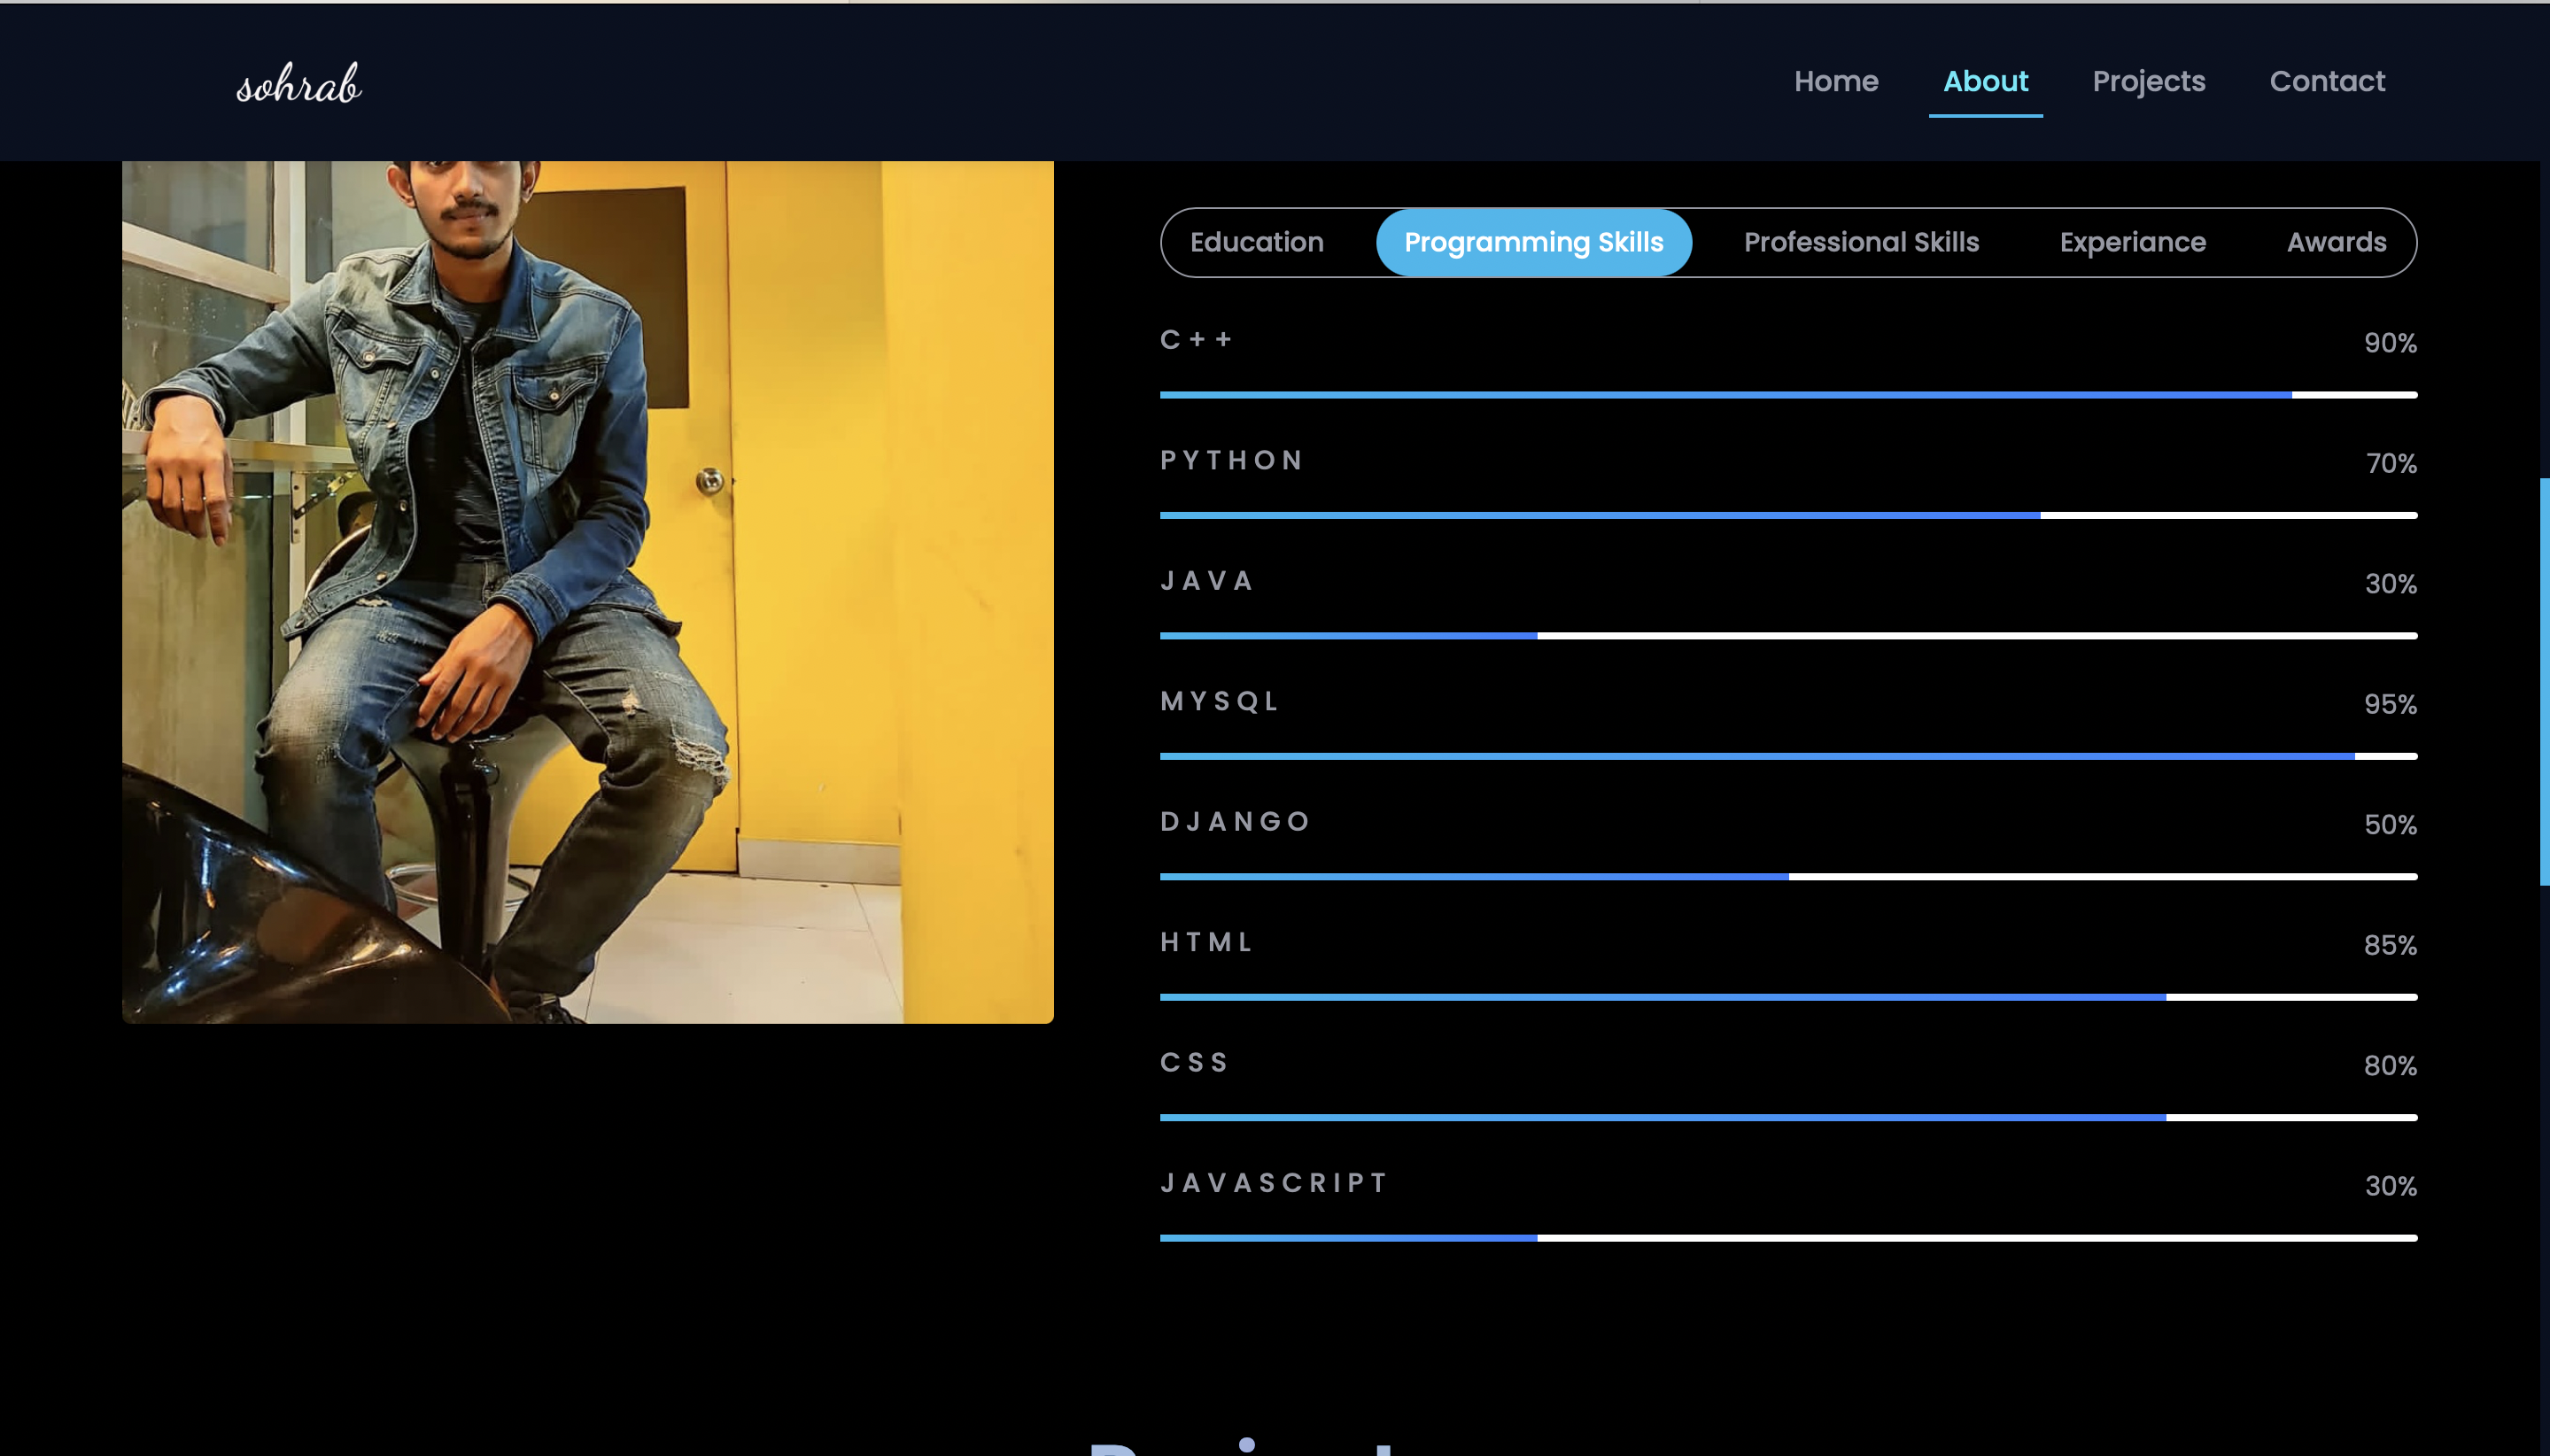 sohrab
Home About Projects Contact
Education Programming Skills Professional Skills Experiance Awards
C++ 90%
PYTHON 70%
JAVA 30%
MYSQL 95%
DJANGO 50%
HTML 85%
CSS 80%
JAVASCRIPT 30%